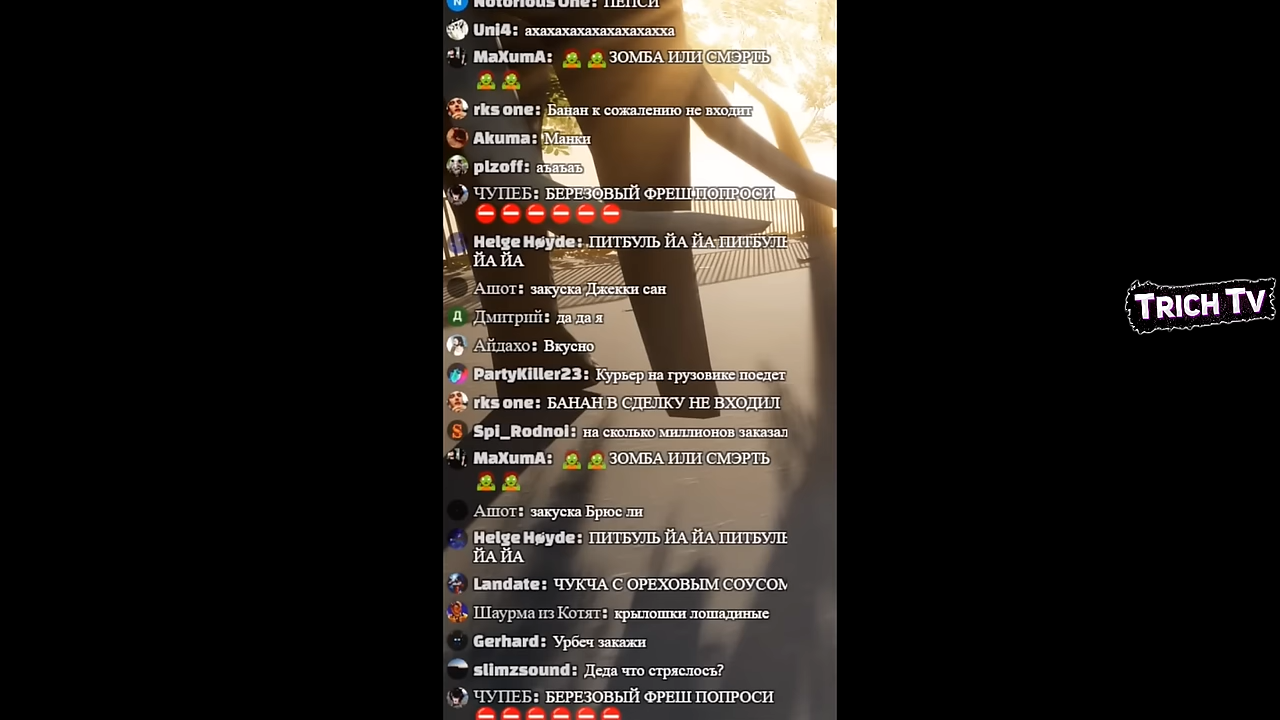 Notorious One: ПЕПСИ
Uni4: ахахахахахахахахахха
MaXumA: 🧟 🧟 ЗОМБА ИЛИ СМЭРТЬ
🧟 🧟
rks one: Банан к сожалению не входит
Akuma: Манки
plzoff: аъаъаъ
ЧУПЕБ: БЕРЕЗОВЫЙ ФРЕШ ПОПРОСИ
⛔ ⛔ ⛔ ⛔ ⛔ ⛔
Helge Høyde: ПИТБУЛЬ ЙА ЙА ПИТБУЛЬ
ЙА ЙА
Ашот: закуска Джекки сан
Д Дмитрий: да да я
Айдахо: Вкусно
PartyKiller23: Курьер на грузовике поедет
rks one: БАНАН В СДЕЛКУ НЕ ВХОДИЛ
S Spi_Rodnoi: на сколько миллионов заказал
MaXumA: 🧟 🧟 ЗОМБА ИЛИ СМЭРТЬ
🧟 🧟
Ашот: закуска Брюс ли
Helge Høyde: ПИТБУЛЬ ЙА ЙА ПИТБУЛЬ
ЙА ЙА
Landate: ЧУКЧА С ОРЕХОВЫМ СОУСОМ
Шаурма из Котят: крылошки лошадиные
Gerhard: Урбеч закажи
slimzsound: Деда что стряслось?
ЧУПЕБ: БЕРЕЗОВЫЙ ФРЕШ ПОПРОСИ
⛔ ⛔ ⛔ ⛔ ⛔ ⛔
TRICH TV